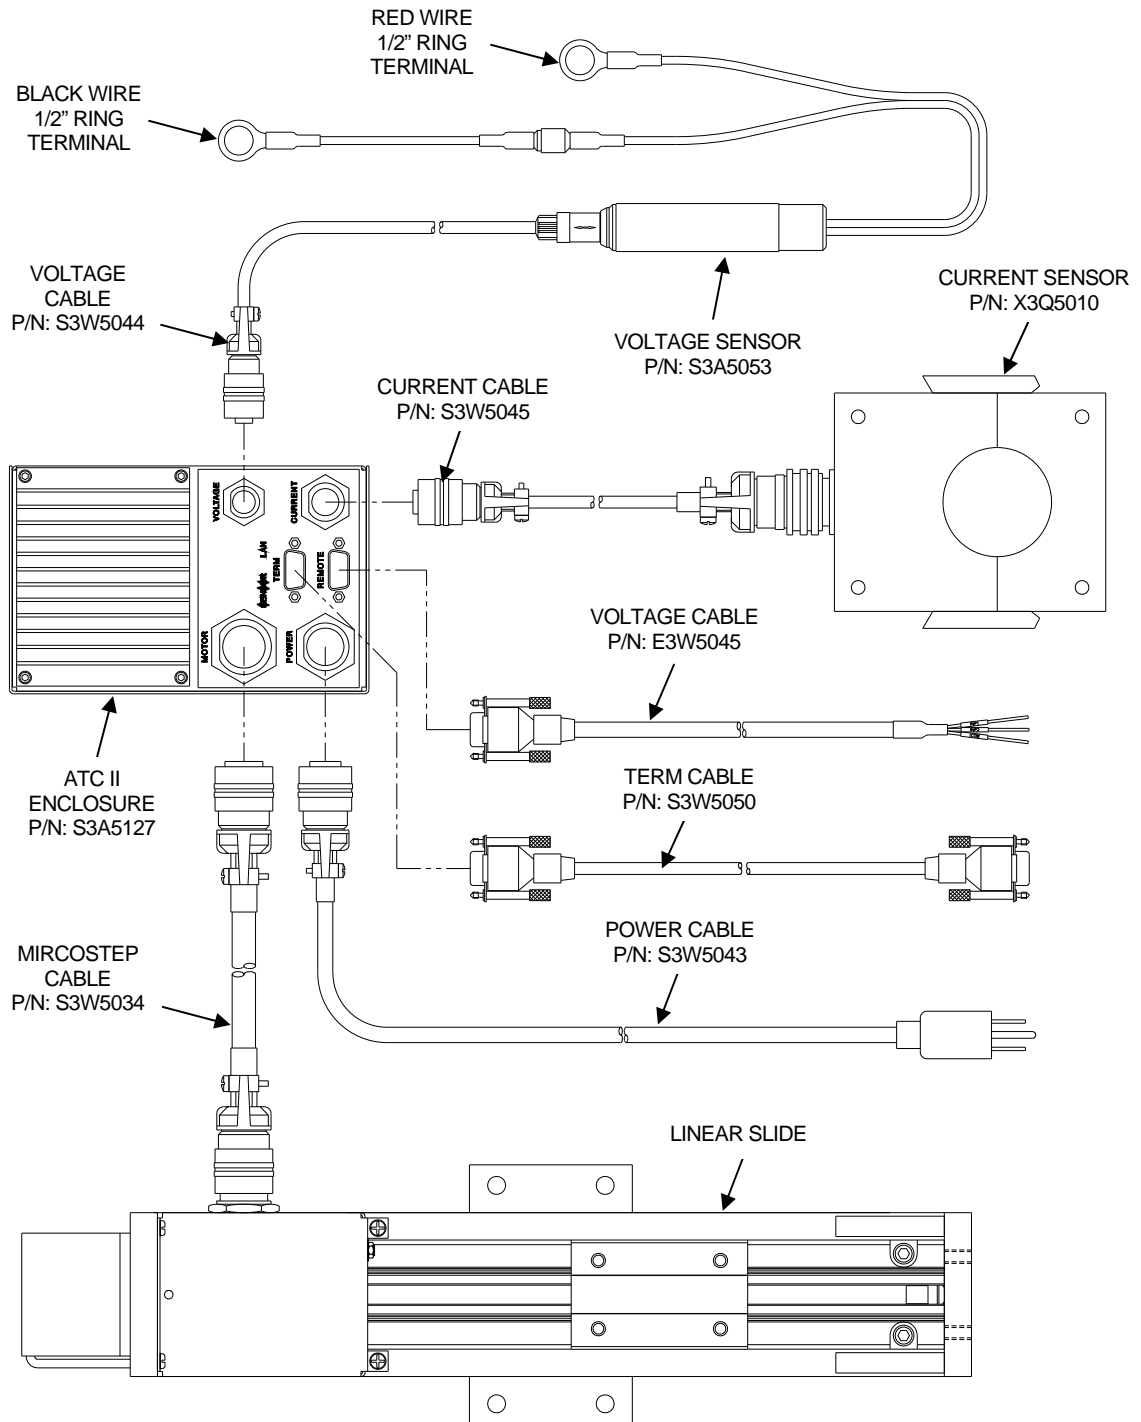 RED WIRE
1/2" RING
TERMINAL
BLACK WIRE
1/2" RING
TERMINAL
VOLTAGE
CABLE
P/N: S3W5044
VOLTAGE SENSOR
P/N: S3A5053
CURRENT SENSOR
P/N: X3Q5010
CURRENT CABLE
P/N: S3W5045
VOLTAGE
CURRENT
LAN
TERM
REMOTE
MOTOR
POWER
VOLTAGE CABLE
P/N: E3W5045
ATC II
ENCLOSURE
P/N: S3A5127
TERM CABLE
P/N: S3W5050
POWER CABLE
P/N: S3W5043
MIRCOSTEP
CABLE
P/N: S3W5034
LINEAR SLIDE